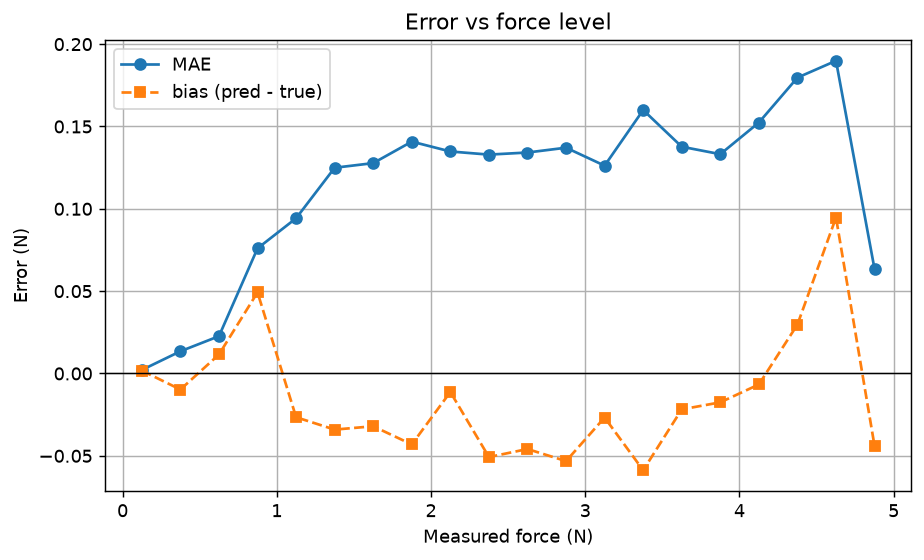 Error vs force level
MAE
bias (pred - true)
Error (N)
0.20
0.15
0.10
0.05
0.00
−0.05
0
1
2
3
4
5
Measured force (N)